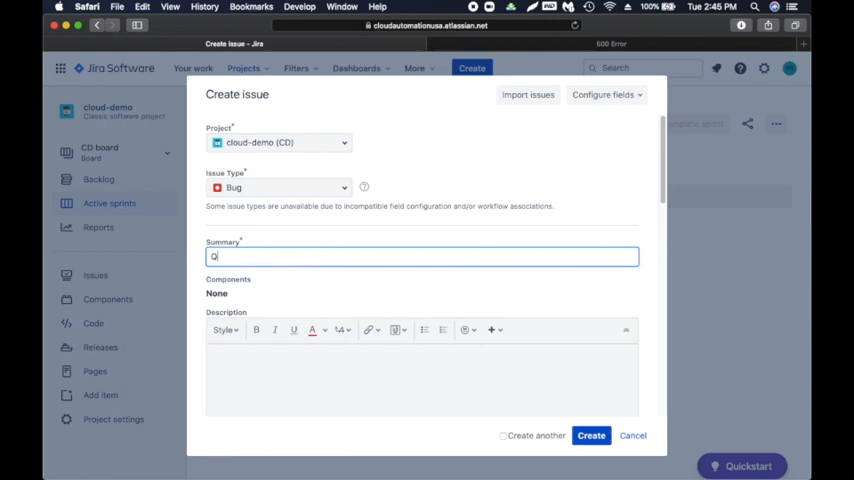 Safari File Edit View History Bookmarks Develop Window Help 100% Tue 2:45 PM
cloudautomationusa.atlassian.net
Create issue - Jira
600 Error
Jira Software Your work Projects Filters Dashboards More Create Search
cloud-demo
Classic software project
CD board
Board
Backlog
Active sprints
Reports
Issues
Components
Code
Releases
Pages
Add item
Project settings
Create issue
Import issues
Configure fields
Project*
cloud-demo (CD)
Issue Type*
Bug
Some issue types are unavailable due to incompatible field configuration and/or workflow associations.
Summary*
Q
Components
None
Description
Style B I U A
Create another Create Cancel
sprint
Quickstart